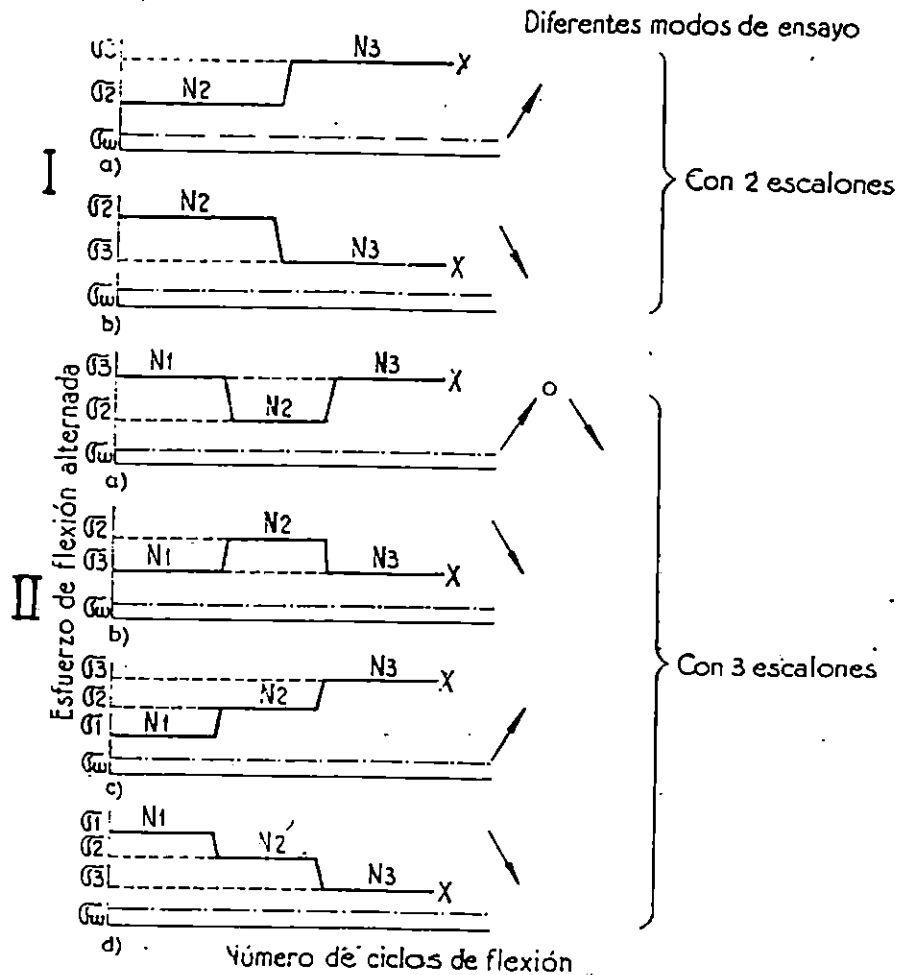 Diferentes modos de ensayo
I
σ3 N3 X
σ2 N2
σw
a)
Con 2 escalones
σ2 N2
σ3 N3 X
σw
b)
Esfuerzo de flexión alternada
II
σ3 N1 N3 X
σ2 N2
σw
a)
σ2 N2
σ3 N1 N3 X
σw
b)
Con 3 escalones
σ3 N3 X
σ2 N2
σ1 N1
σw
c)
σ1 N1
σ2 N2
σ3 N3 X
σw
d)
Número de ciclos de flexión